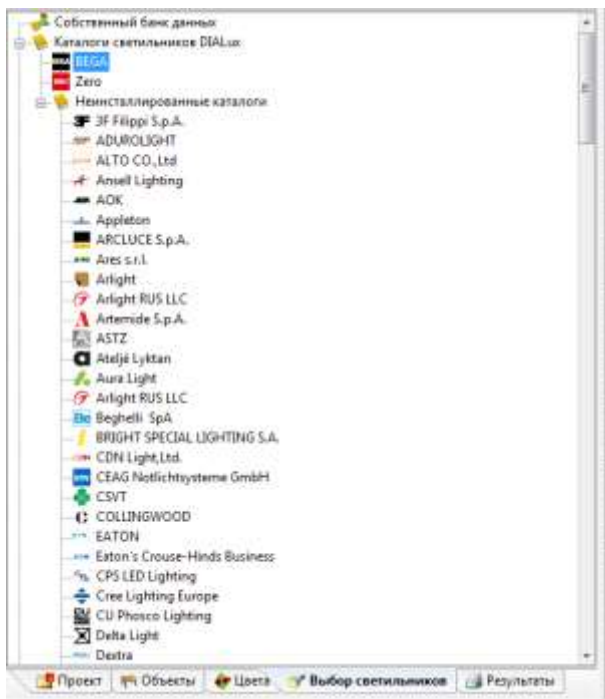 Собственный банк данных
Каталоги светильников DIALux
BEGA
Zero
Неинсталлированные каталоги
3F Filippi S.p.A.
ADUROLIGHT
ALTO CO.,Ltd
Ansell Lighting
AOK
Appleton
ARCLUCE S.p.A.
Ares s.r.l.
Arlight
Arlight RUS LLC
Artemide S.p.A.
ASTZ
Ateljé Lyktan
Aura Light
Arlight RUS LLC
Beghelli SpA
BRIGHT SPECIAL LIGHTING S.A.
CDN Light,Ltd.
CEAG Notlichtsysteme GmbH
CSVT
COLLINGWOOD
EATON
Eaton's Crouse-Hinds Business
CPS LED Lighting
Cree Lighting Europe
CU Phosco Lighting
Delta Light
Dextra
Проект Объекты Цвета Выбор светильников Результаты